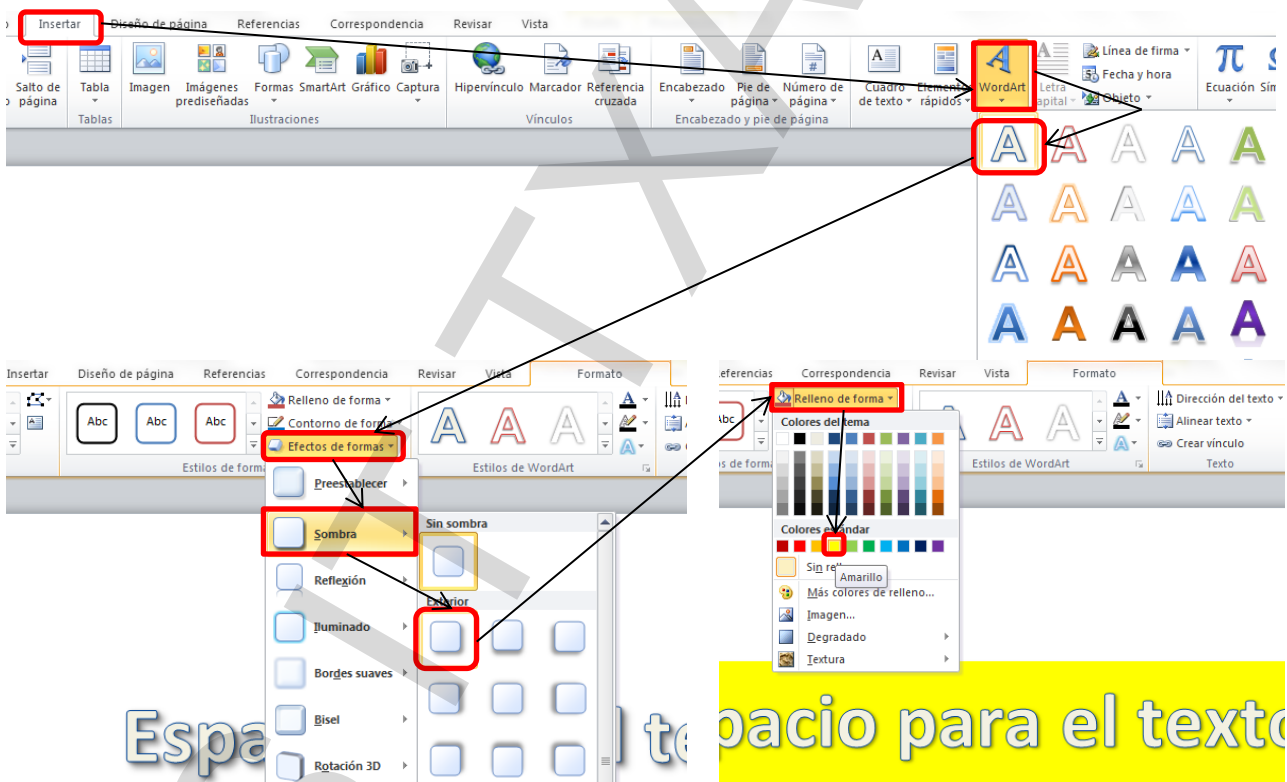 Insertar Diseño de página Referencias Correspondencia Revisar Vista
Salto de página Tabla Imagen Imágenes prediseñadas Formas SmartArt Gráfico Captura Hipervínculo Marcador Referencia cruzada Encabezado Pie de página Número de página Cuadro de texto Elementos rápidos WordArt Letra capital
Línea de firma
Fecha y hora
Objeto
Ecuación
Tablas Ilustraciones Vínculos Encabezado y pie de página
Insertar Diseño de página Referencias Correspondencia Revisar Vista Formato
Abc Abc Abc
Relleno de forma
Contorno de forma
Efectos de formas
Estilos de forma Estilos de WordArt
Preestablecer
Sombra
Reflexión
Iluminado
Bordes suaves
Bisel
Rotación 3D
Sin sombra
Exterior
Espa
Correspondencia Revisar Vista Formato
Relleno de forma
Colores del tema
Dirección del texto
Alinear texto
Crear vínculo
Estilos de WordArt Texto
Colores estándar
Amarillo
Más colores de relleno...
Imagen...
Degradado
Textura
pacio para el texto